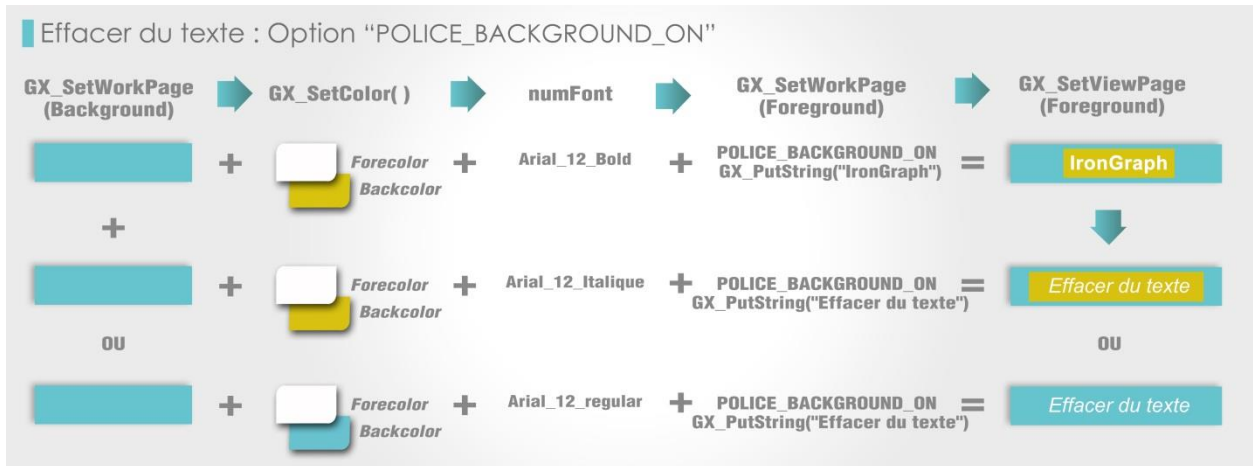 Effacer du texte : Option “POLICE_BACKGROUND_ON”
GX_SetWorkPage
(Background)
GX_SetColor( )
numFont
GX_SetWorkPage
(Foreground)
GX_SetViewPage
(Foreground)
+
Forecolor
Backcolor
+
Arial_12_Bold
+
POLICE_BACKGROUND_ON
GX_PutString("IronGraph")
=
IronGraph
+
+
Forecolor
Backcolor
+
Arial_12_Italique
+
POLICE_BACKGROUND_ON
GX_PutString("Effacer du texte")
=
Effacer du texte
OU
OU
+
Forecolor
Backcolor
+
Arial_12_regular
+
POLICE_BACKGROUND_ON
GX_PutString("Effacer du texte")
=
Effacer du texte